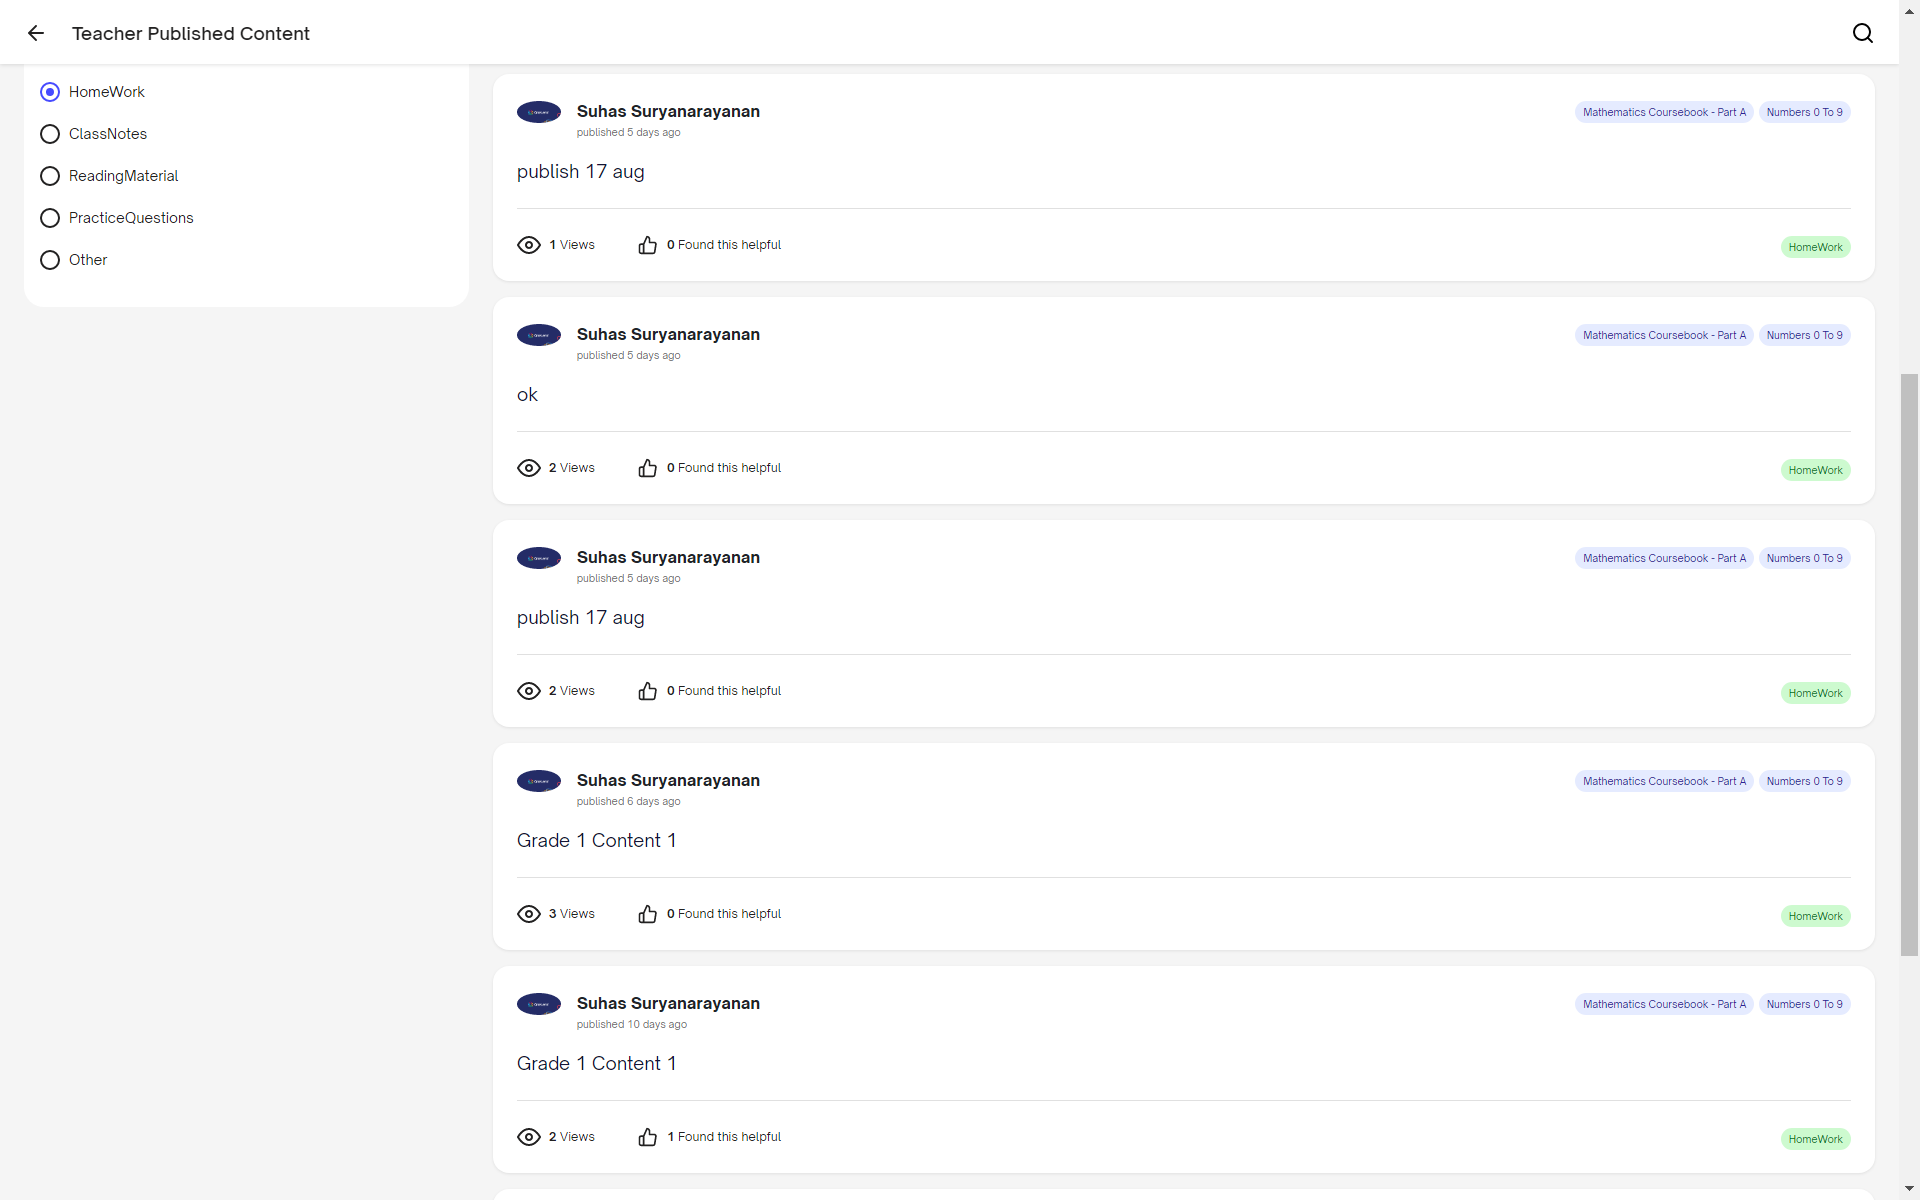 Teacher Published Content
HomeWork
ClassNotes
ReadingMaterial
PracticeQuestions
Other
Suhas Suryanarayanan
published 5 days ago
Mathematics Coursebook - Part A
Numbers 0 To 9
publish 17 aug
1 Views
0 Found this helpful
HomeWork
Suhas Suryanarayanan
published 5 days ago
Mathematics Coursebook - Part A
Numbers 0 To 9
ok
2 Views
0 Found this helpful
HomeWork
Suhas Suryanarayanan
published 5 days ago
Mathematics Coursebook - Part A
Numbers 0 To 9
publish 17 aug
2 Views
0 Found this helpful
HomeWork
Suhas Suryanarayanan
published 6 days ago
Mathematics Coursebook - Part A
Numbers 0 To 9
Grade 1 Content 1
3 Views
0 Found this helpful
HomeWork
Suhas Suryanarayanan
published 10 days ago
Mathematics Coursebook - Part A
Numbers 0 To 9
Grade 1 Content 1
2 Views
1 Found this helpful
HomeWork